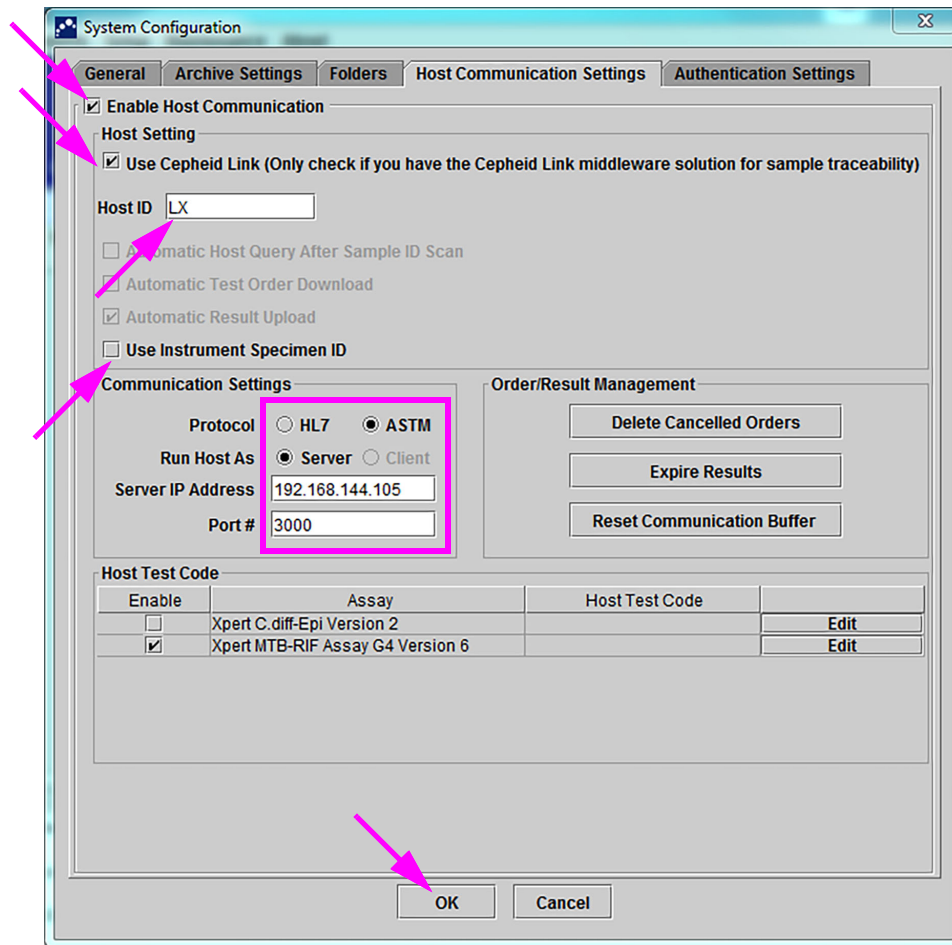 System Configuration
General Archive Settings Folders Host Communication Settings Authentication Settings
Enable Host Communication
Host Setting
Use Cepheid Link (Only check if you have the Cepheid Link middleware solution for sample traceability)
Host ID LX
Automatic Host Query After Sample ID Scan
Automatic Test Order Download
Automatic Result Upload
Use Instrument Specimen ID
Communication Settings
Protocol HL7 ASTM
Run Host As Server Client
Server IP Address 192.168.144.105
Port # 3000
Order/Result Management
Delete Cancelled Orders
Expire Results
Reset Communication Buffer
Host Test Code
Enable Assay Host Test Code
Xpert C.diff-Epi Version 2 Edit
Xpert MTB-RIF Assay G4 Version 6 Edit
OK Cancel